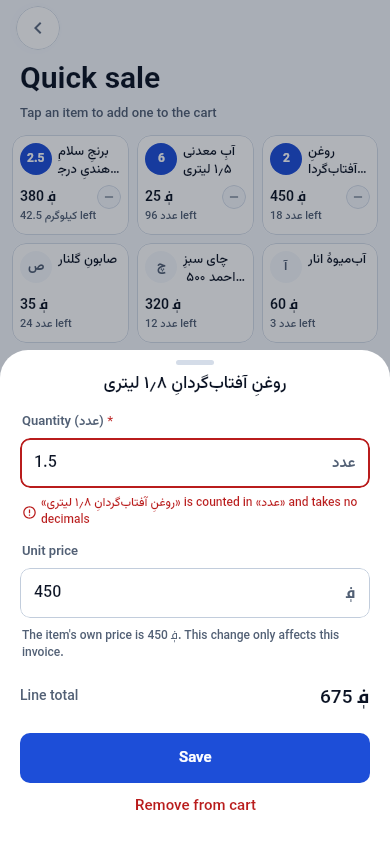 Quick sale
Tap an item to add one to the cart
2.5
برنجِ سلامِ
هندیِ درجـ...
380 ؋
42.5 کیلوگرم left
6
آبِ معدنی
۱٫۵ لیتری
25 ؋
96 عدد left
2
روغنِ
آفتاب‌گردا...
450 ؋
18 عدد left
ص
صابونِ گلنار
35 ؋
24 عدد left
چ
چای سبزِ
احمد ۵۰۰...
320 ؋
12 عدد left
آ
آب‌میوهٔ انار
60 ؋
3 عدد left
روغنِ آفتاب‌گردانِ ۱٫۸ لیتری
Quantity (عدد) *
1.5 عدد
«روغنِ آفتاب‌گردانِ ۱٫۸ لیتری» is counted in «عدد» and takes no
decimals
Unit price
450 ؋
The item's own price is 450 ؋. This change only affects this
invoice.
Line total 675 ؋
Save
Remove from cart